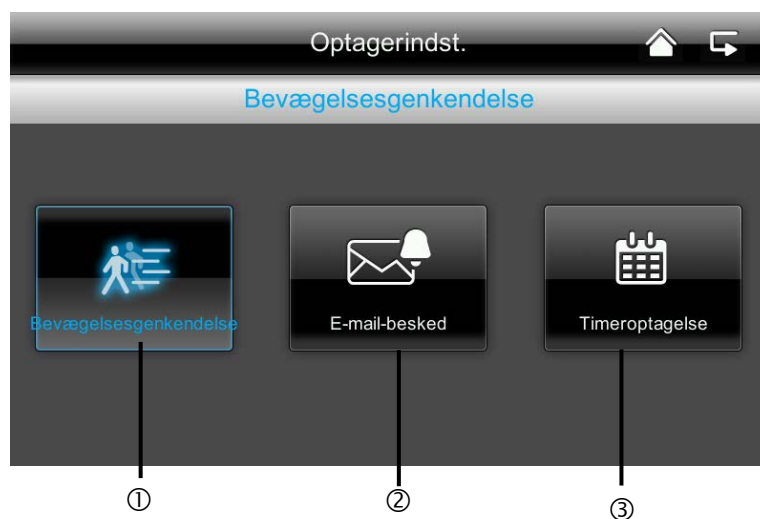 Optagerindst.
Bevægelsesgenkendelse
Bevægelsesgenkendelse
E-mail-besked
Timeroptagelse
①
②
③